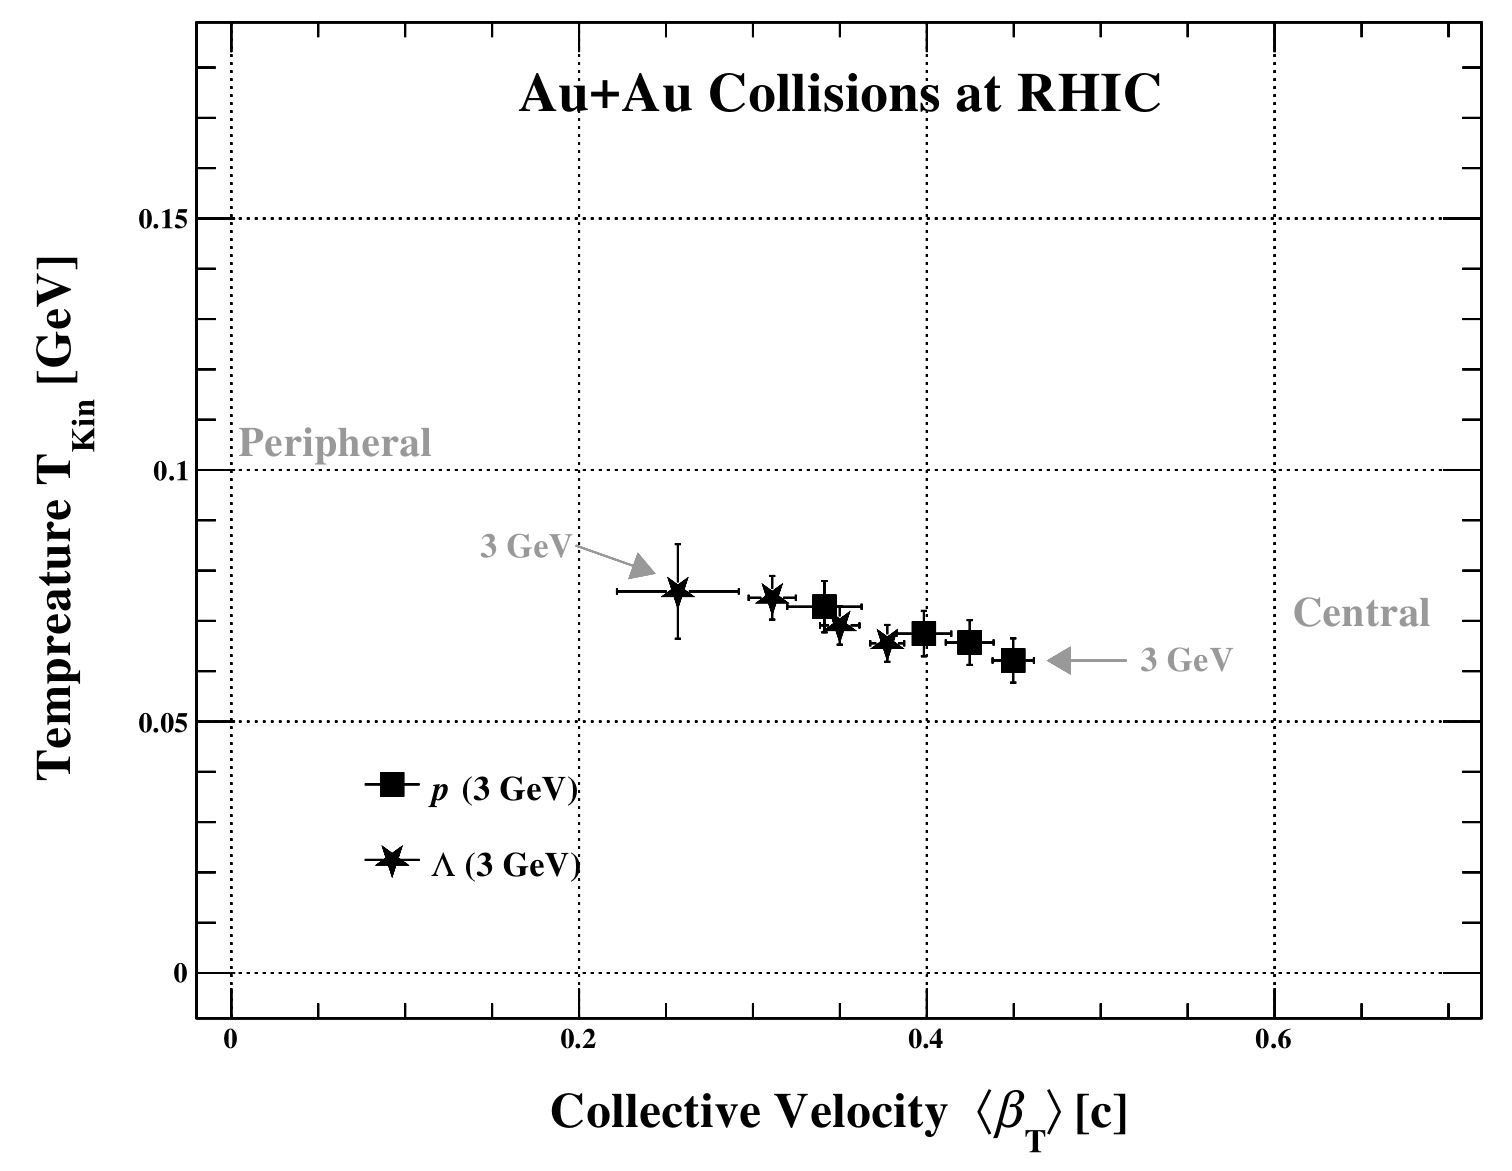 Au+Au Collisions at RHIC
0.15
Peripheral
0.1
3 GeV
Central
3 GeV
0.05
p (3 GeV)
Λ (3 GeV)
0
0 0.2 0.4 0.6
Collective Velocity ⟨β_T⟩ [c]
Tempreature T_Kin [GeV]